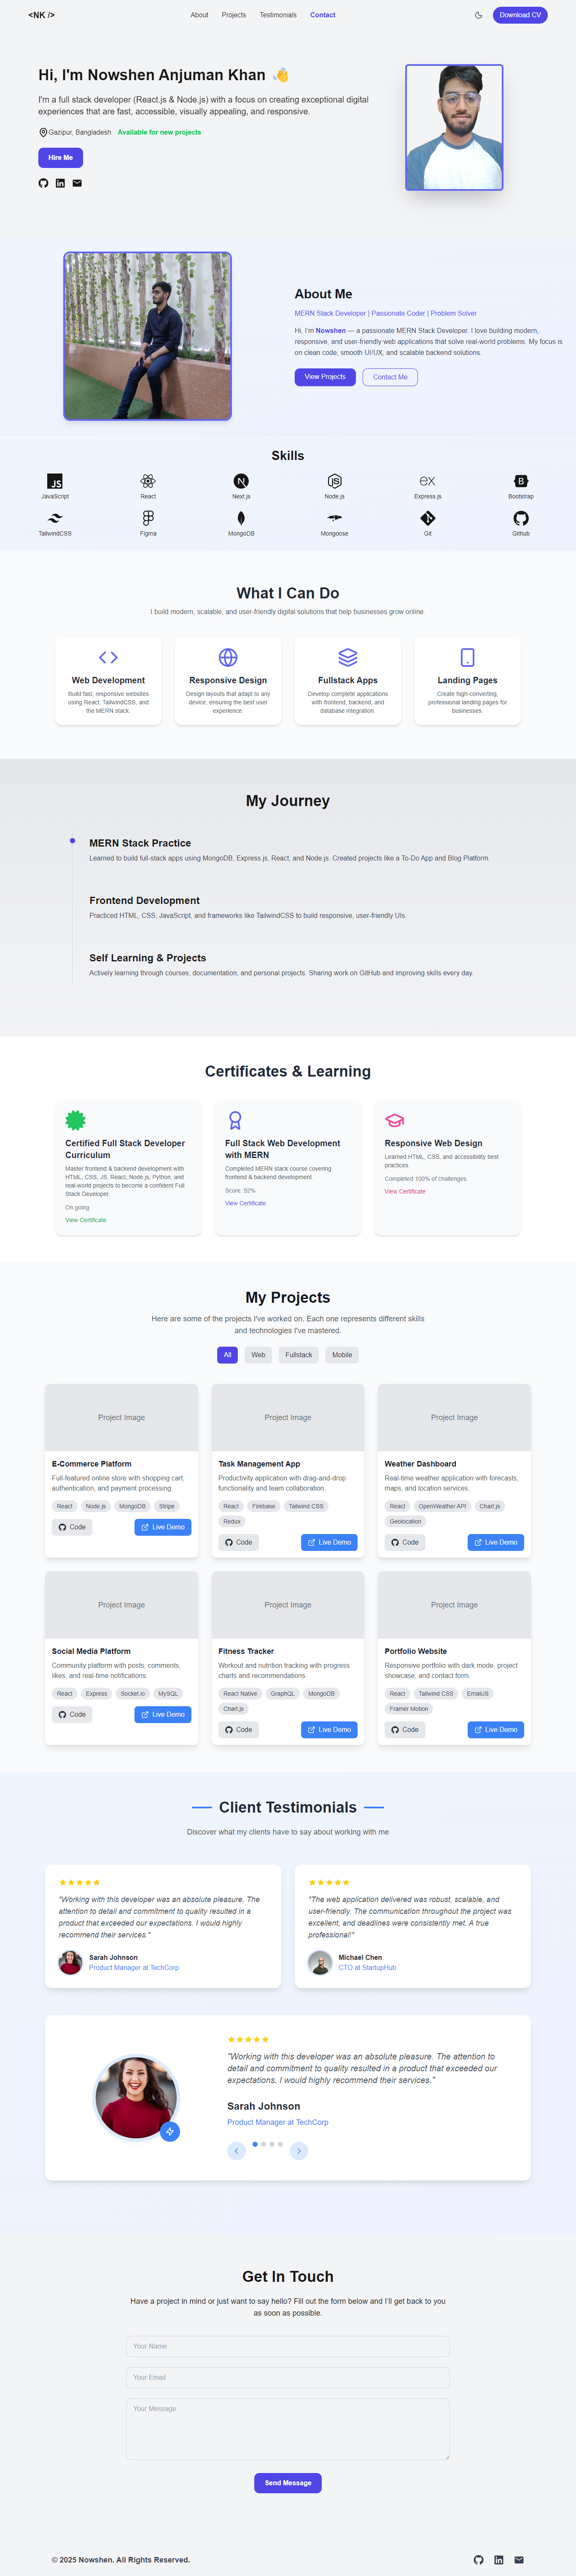 <NK />
About
Projects
Testimonials
Contact
Download CV
Hi, I'm Nowshen Anjuman Khan 👋
I'm a full stack developer (React.js & Node.js) with a focus on creating exceptional digital
experiences that are fast, accessible, visually appealing, and responsive.
Gazipur, Bangladesh
Available for new projects
Hire Me
About Me
MERN Stack Developer | Passionate Coder | Problem Solver
Hi, I'm Nowshen — a passionate MERN Stack Developer. I love building modern,
responsive, and user-friendly web applications that solve real-world problems. My focus is
on clean code, smooth UI/UX, and scalable backend solutions.
View Projects
Contact Me
Skills
JS
JavaScript
React
Next.js
Node.js
Express.js
Bootstrap
TailwindCSS
Figma
MongoDB
Mongoose
Git
Github
What I Can Do
I build modern, scalable, and user-friendly digital solutions that help businesses grow online.
Web Development
Build fast, responsive websites
using React, TailwindCSS, and
the MERN stack.
Responsive Design
Design layouts that adapt to any
device, ensuring the best user
experience.
Fullstack Apps
Develop complete applications
with frontend, backend, and
database integration.
Landing Pages
Create high-converting,
professional landing pages for
businesses.
My Journey
MERN Stack Practice
Learned to build full-stack apps using MongoDB, Express.js, React, and Node.js. Created projects like a To-Do App and Blog Platform.
Frontend Development
Practiced HTML, CSS, JavaScript, and frameworks like TailwindCSS to build responsive, user-friendly UIs.
Self Learning & Projects
Actively learning through courses, documentation, and personal projects. Sharing work on GitHub and improving skills every day.
Certificates & Learning
Certified Full Stack Developer
Curriculum
Master frontend & backend development with
HTML, CSS, JS, React, Node.js, Python, and
real-world projects to become a confident Full
Stack Developer.
On going
View Certificate
Full Stack Web Development
with MERN
Completed MERN stack course covering
frontend & backend development.
Score: 92%
View Certificate
Responsive Web Design
Learned HTML, CSS, and accessibility best
practices.
Completed 100% of challenges.
View Certificate
My Projects
Here are some of the projects I've worked on. Each one represents different skills
and technologies I've mastered.
All
Web
Fullstack
Mobile
Project Image
E-Commerce Platform
Full-featured online store with shopping cart,
authentication, and payment processing.
React
Node.js
MongoDB
Stripe
Code
Live Demo
Project Image
Task Management App
Productivity application with drag-and-drop
functionality and team collaboration.
React
Firebase
Tailwind CSS
Redux
Code
Live Demo
Project Image
Weather Dashboard
Real-time weather application with forecasts,
maps, and location services.
React
OpenWeather API
Chart.js
Geolocation
Code
Live Demo
Project Image
Social Media Platform
Community platform with posts, comments,
likes, and real-time notifications.
React
Express
Socket.io
MySQL
Code
Live Demo
Project Image
Fitness Tracker
Workout and nutrition tracking with progress
charts and recommendations.
React Native
GraphQL
MongoDB
Chart.js
Code
Live Demo
Project Image
Portfolio Website
Responsive portfolio with dark mode, project
showcase, and contact form.
React
Tailwind CSS
EmailJS
Framer Motion
Code
Live Demo
Client Testimonials
Discover what my clients have to say about working with me
"Working with this developer was an absolute pleasure. The
attention to detail and commitment to quality resulted in a
product that exceeded our expectations. I would highly
recommend their services."
Sarah Johnson
Product Manager at TechCorp
"The web application delivered was robust, scalable, and
user-friendly. The communication throughout the project was
excellent, and deadlines were consistently met. A true
professional!"
Michael Chen
CTO at StartupHub
"Working with this developer was an absolute pleasure. The attention to
detail and commitment to quality resulted in a product that exceeded our
expectations. I would highly recommend their services."
Sarah Johnson
Product Manager at TechCorp
Get In Touch
Have a project in mind or just want to say hello? Fill out the form below and I'll get back to you
as soon as possible.
Your Name
Your Email
Your Message
Send Message
© 2025 Nowshen. All Rights Reserved.